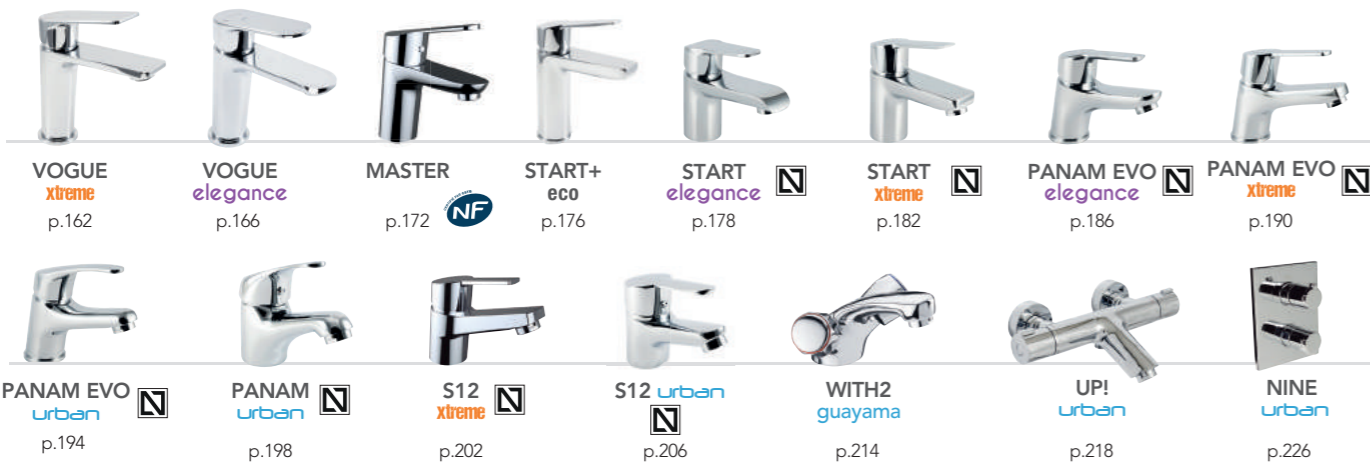 VOGUE
xtreme
p.162
VOGUE
elegance
p.166
MASTER
NF
p.172
START+
eco
p.176
START
elegance
N
p.178
START
xtreme
N
p.182
PANAM EVO
elegance
N
p.186
PANAM EVO
xtreme
N
p.190
PANAM EVO
urban
N
p.194
PANAM
urban
N
p.198
S12
xtreme
N
p.202
S12 urban
N
p.206
WITH2
guayama
p.214
UP!
urban
p.218
NINE
urban
p.226